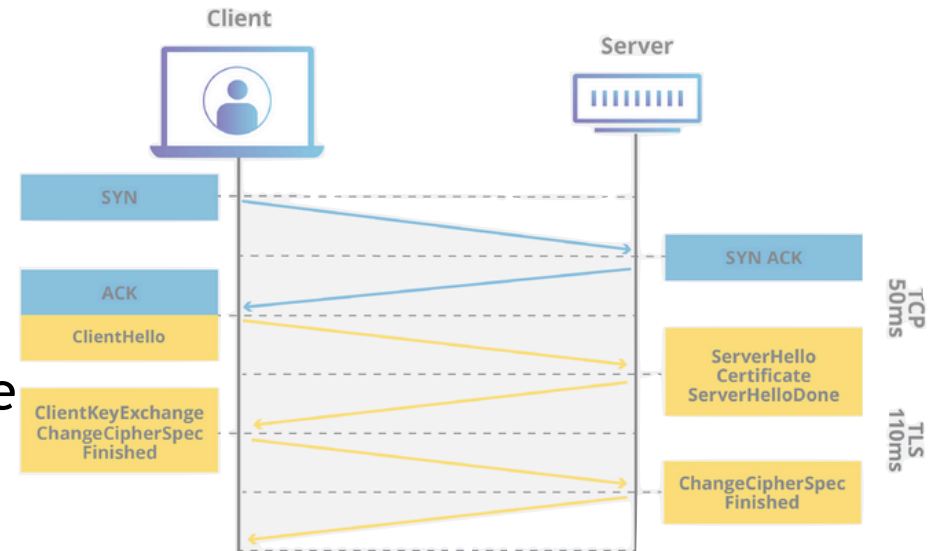 Client
Server
SYN
SYN ACK
ACK
ClientHello
TCP
50ms
ServerHello
Certificate
ServerHelloDone
e
ClientKeyExchange
ChangeCipherSpec
Finished
TLS
110ms
ChangeCipherSpec
Finished